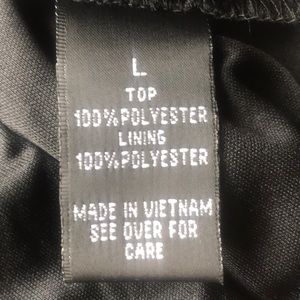 L
TOP
100%POLYESTER
LINING
100%POLYESTER
MADE IN VIETNAM
SEE OVER FOR
CARE